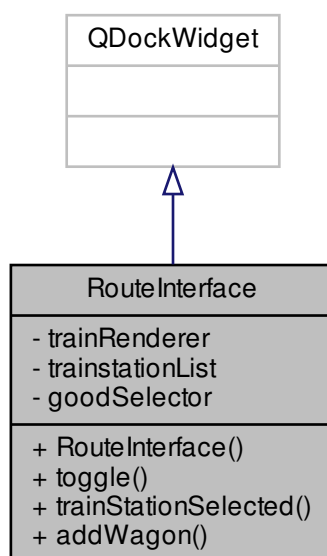 QDockWidget
RouteInterface
- trainRenderer
- trainstationList
- goodSelector
+ RouteInterface()
+ toggle()
+ trainStationSelected()
+ addWagon()